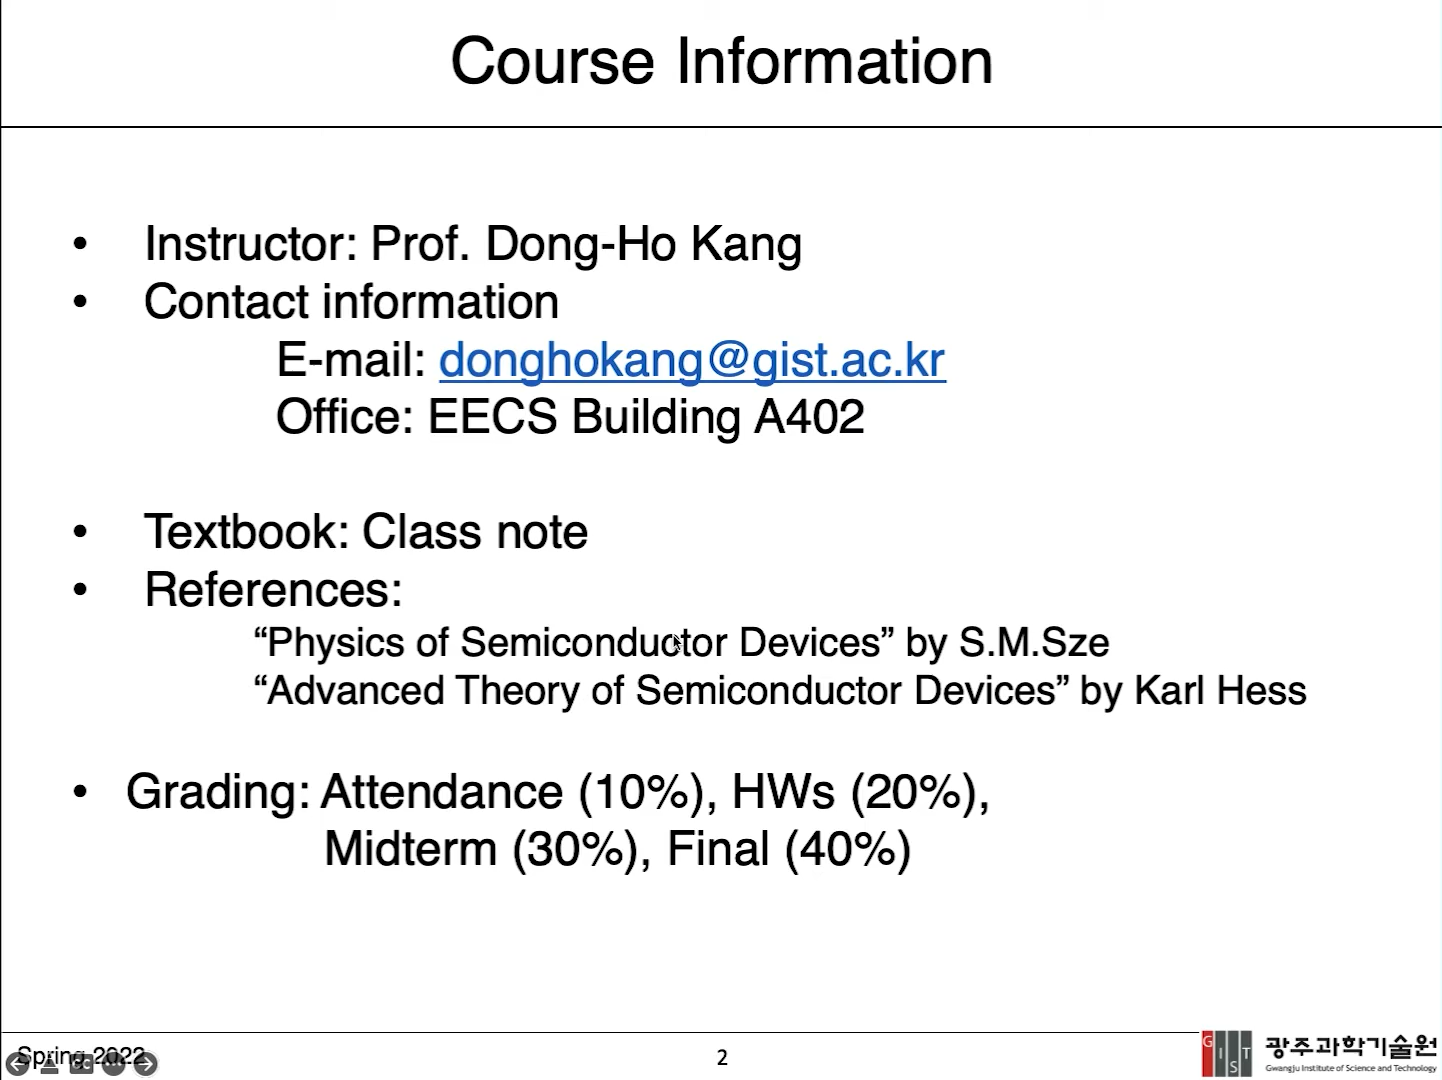 Course Information
• Instructor: Prof. Dong-Ho Kang
• Contact information
E-mail: donghokang@gist.ac.kr
Office: EECS Building A402
• Textbook: Class note
• References:
“Physics of Semiconductor Devices” by S.M.Sze
“Advanced Theory of Semiconductor Devices” by Karl Hess
• Grading: Attendance (10%), HWs (20%),
Midterm (30%), Final (40%)
Spring 2022
CC
2
GIST
광주과학기술원
Gwangju Institute of Science and Technology